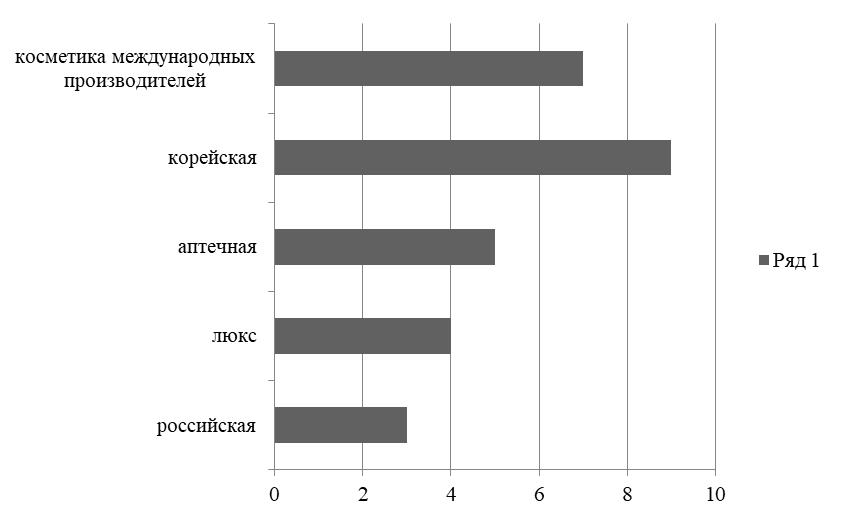 косметика международных
производителей
корейская
аптечная
люкс
российская
0 2 4 6 8 10
Ряд 1